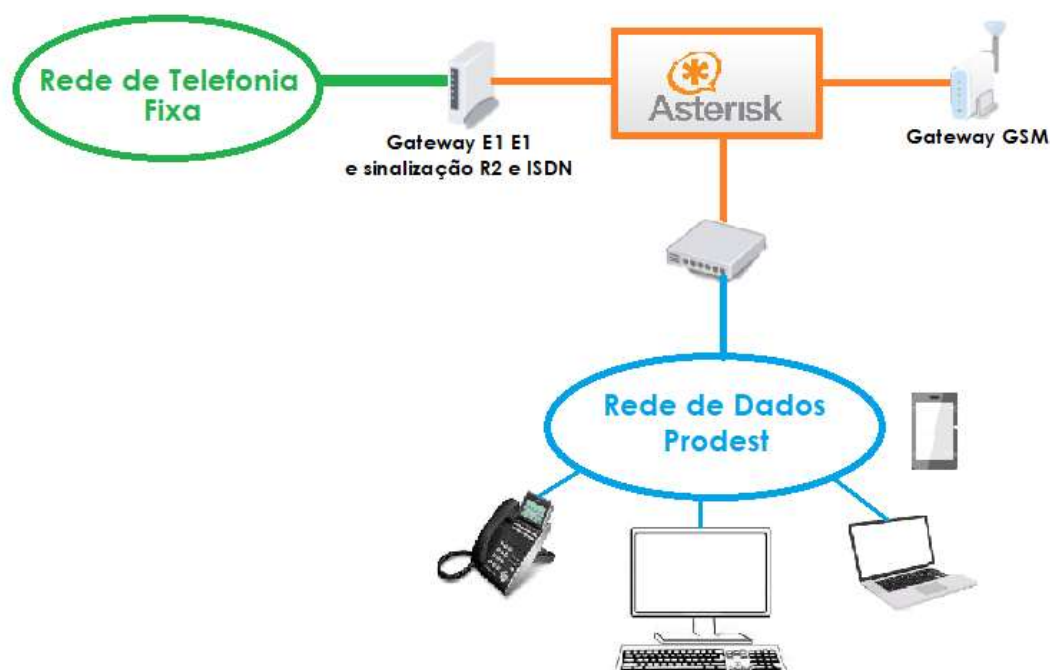 Rede de Telefonia
Fixa
Gateway E1 E1
e sinalização R2 e ISDN
Asterisk
Gateway GSM
Rede de Dados
Prodest